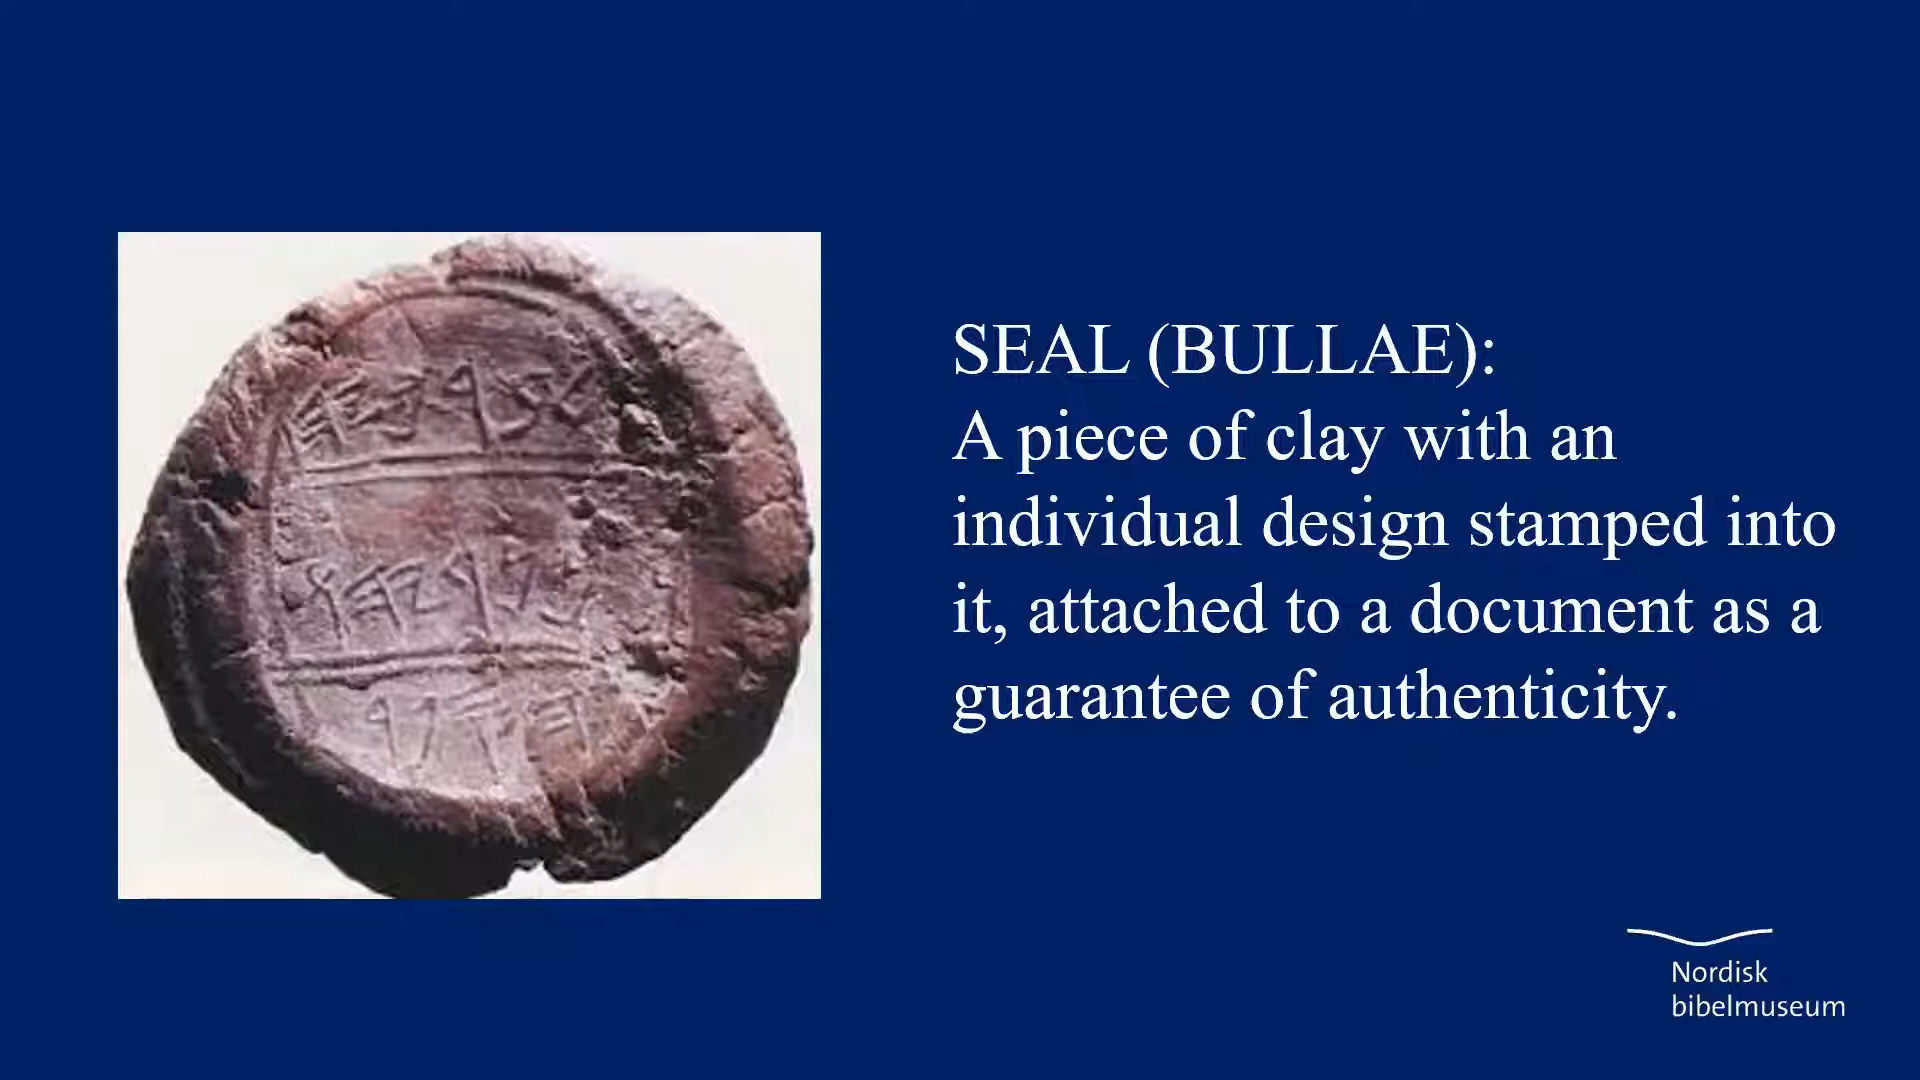 SEAL (BULLAE):
A piece of clay with an
individual design stamped into
it, attached to a document as a
guarantee of authenticity.
Nordisk
bibelmuseum